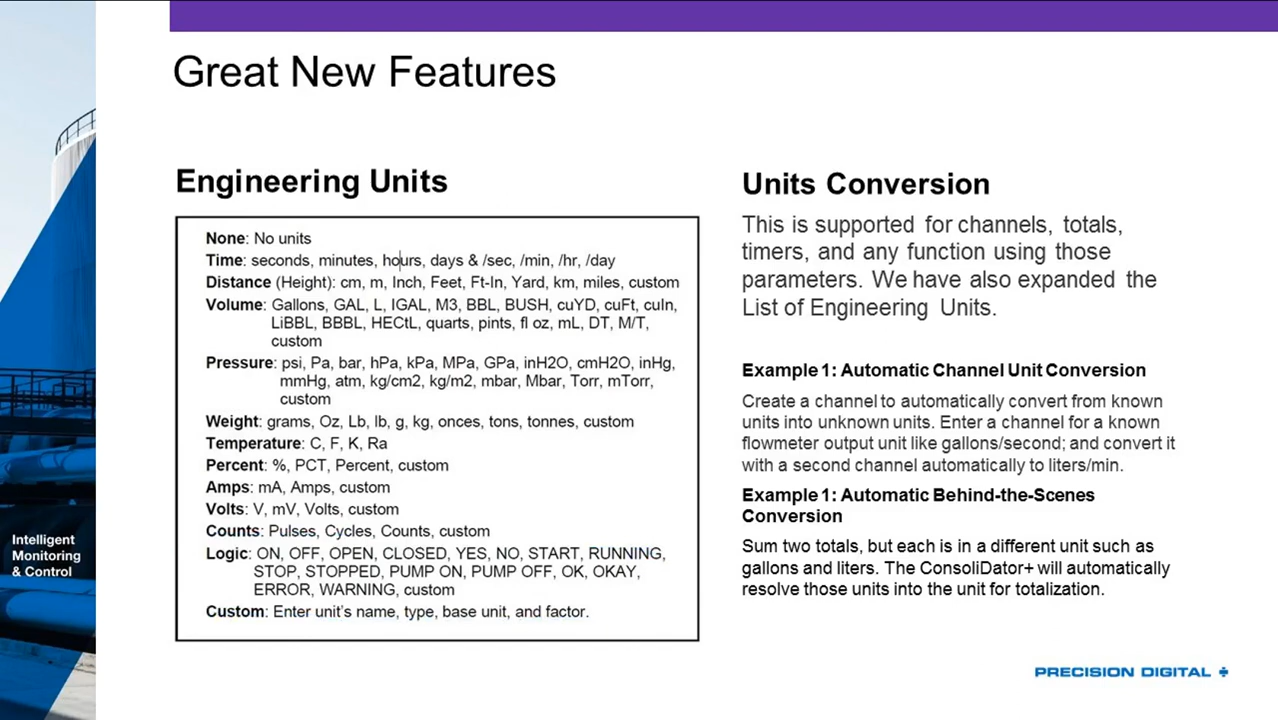 Great New Features
Engineering Units
None: No units
Time: seconds, minutes, hours, days & /sec, /min, /hr, /day
Distance (Height): cm, m, Inch, Feet, Ft-In, Yard, km, miles, custom
Volume: Gallons, GAL, L, IGAL, M3, BBL, BUSH, cuYD, cuFt, cuIn,
LiBBL, BBBL, HECtL, quarts, pints, fl oz, mL, DT, M/T,
custom
Pressure: psi, Pa, bar, hPa, kPa, MPa, GPa, inH2O, cmH2O, inHg,
mmHg, atm, kg/cm2, kg/m2, mbar, Mbar, Torr, mTorr,
custom
Weight: grams, Oz, Lb, lb, g, kg, onces, tons, tonnes, custom
Temperature: C, F, K, Ra
Percent: %, PCT, Percent, custom
Amps: mA, Amps, custom
Volts: V, mV, Volts, custom
Counts: Pulses, Cycles, Counts, custom
Logic: ON, OFF, OPEN, CLOSED, YES, NO, START, RUNNING,
STOP, STOPPED, PUMP ON, PUMP OFF, OK, OKAY,
ERROR, WARNING, custom
Custom: Enter unit's name, type, base unit, and factor.
Units Conversion
This is supported for channels, totals,
timers, and any function using those
parameters. We have also expanded the
List of Engineering Units.
Example 1: Automatic Channel Unit Conversion
Create a channel to automatically convert from known
units into unknown units. Enter a channel for a known
flowmeter output unit like gallons/second; and convert it
with a second channel automatically to liters/min.
Example 1: Automatic Behind-the-Scenes
Conversion
Sum two totals, but each is in a different unit such as
gallons and liters. The ConsoliDator+ will automatically
resolve those units into the unit for totalization.
Intelligent
Monitoring
& Control
PRECISION DIGITAL